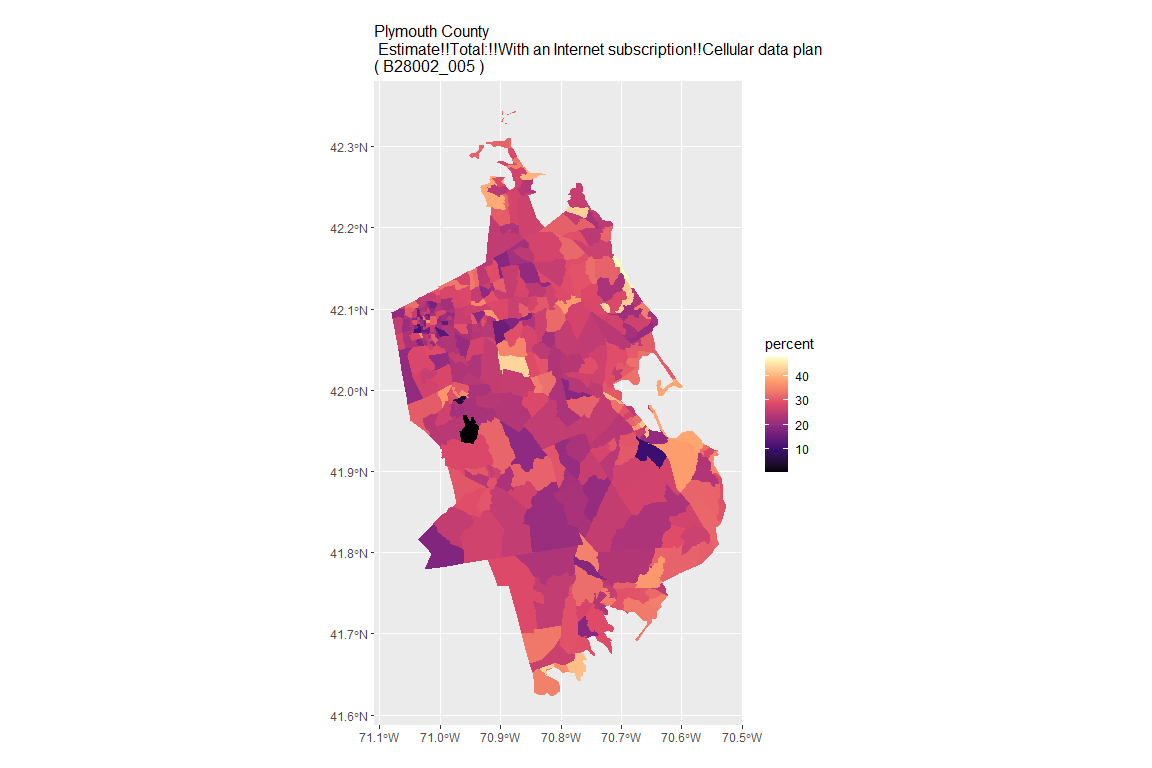 Plymouth County
Estimate!!Total:!!With an Internet subscription!!Cellular data plan
( B28002_005 )
42.3°N
42.2°N
42.1°N
42.0°N
41.9°N
41.8°N
41.7°N
41.6°N
71.1°W 71.0°W 70.9°W 70.8°W 70.7°W 70.6°W 70.5°W
percent
40
30
20
10